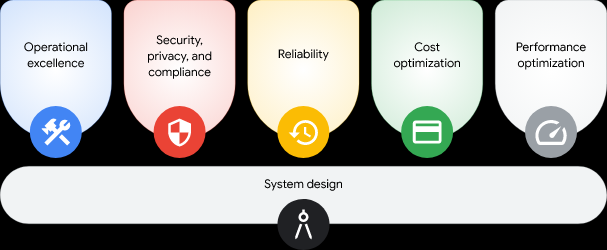 Operational
excellence
Security,
privacy, and
compliance
Reliability
Cost
optimization
Performance
optimization
System design